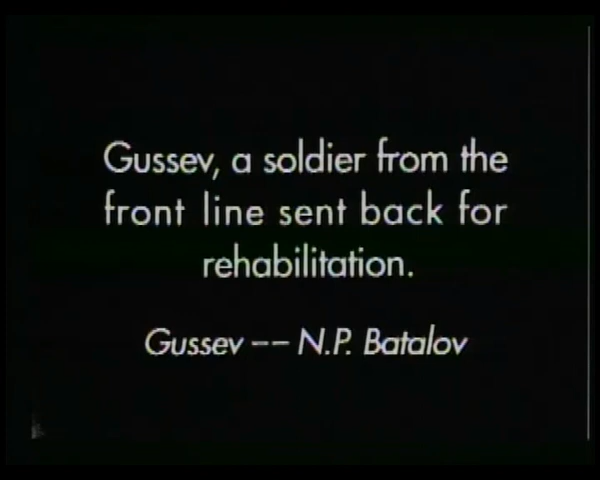 Gussev, a soldier from the
front line sent back for
rehabilitation.
Gussev -- N.P. Batalov